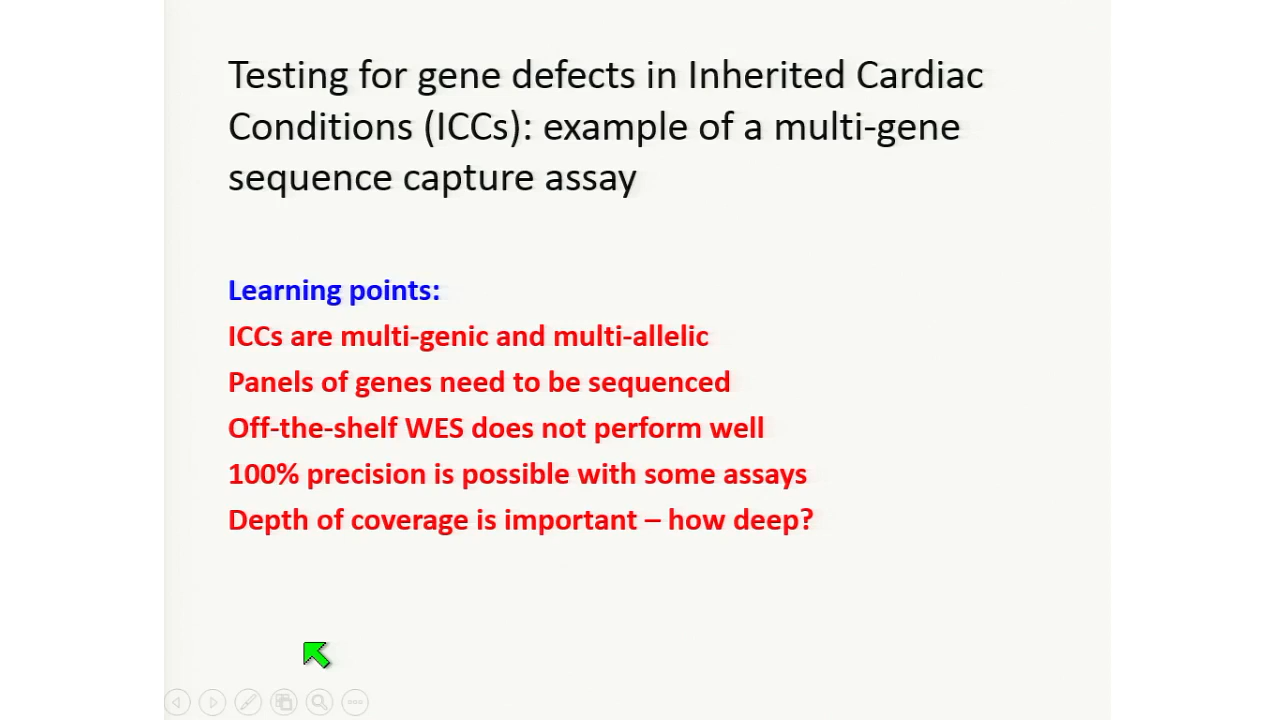 Testing for gene defects in Inherited Cardiac
Conditions (ICCs): example of a multi-gene
sequence capture assay
Learning points:
ICCs are multi-genic and multi-allelic
Panels of genes need to be sequenced
Off-the-shelf WES does not perform well
100% precision is possible with some assays
Depth of coverage is important – how deep?